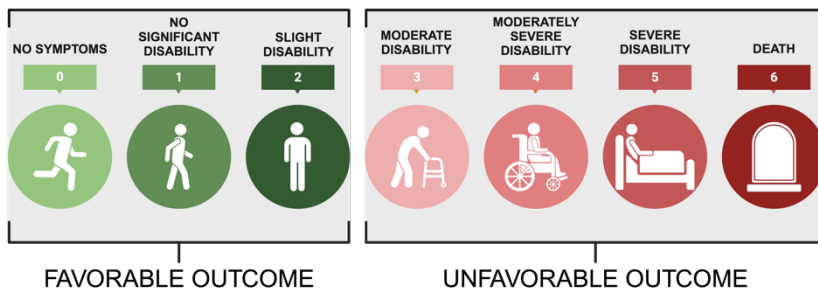 NO SYMPTOMS
0
NO
SIGNIFICANT
DISABILITY
1
SLIGHT
DISABILITY
2
MODERATE
DISABILITY
3
MODERATELY
SEVERE
DISABILITY
4
SEVERE
DISABILITY
5
DEATH
6
FAVORABLE OUTCOME
UNFAVORABLE OUTCOME